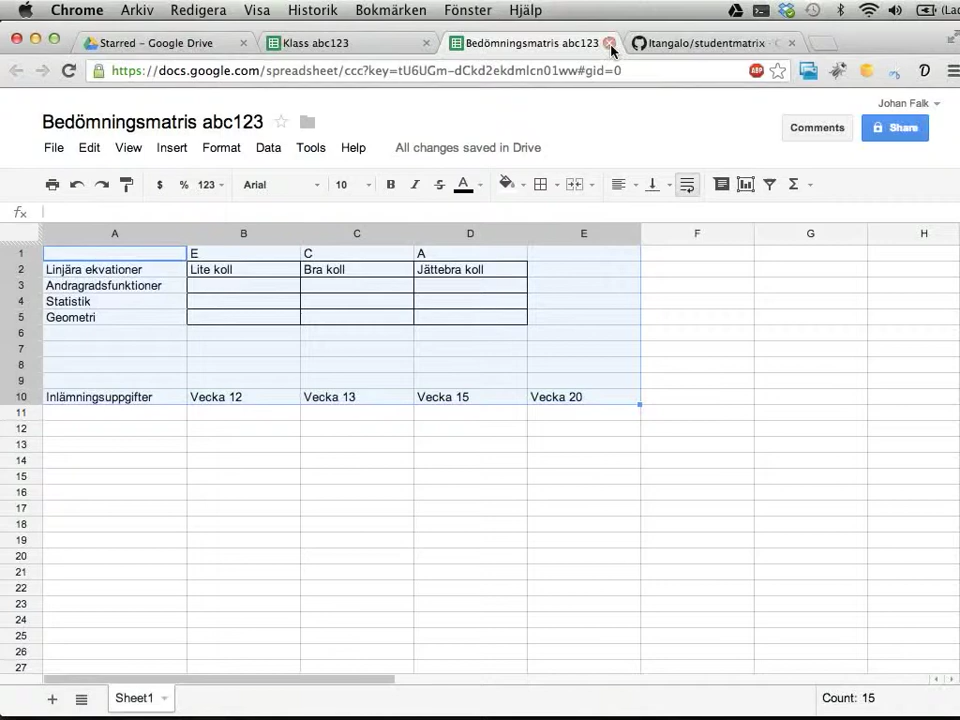 Chrome Arkiv Redigera Visa Historik Bokmärken Fönster Hjälp
Starred - Google Drive Klass abc123 Bedömningsmatris abc123 Itangalo/studentmatrix
https://docs.google.com/spreadsheet/ccc?key=tU6UGm-dCkd2ekdmlcn01ww#gid=0 ABP
Johan Falk
Bedömningsmatris abc123 Comments Share
File Edit View Insert Format Data Tools Help All changes saved in Drive
$ % 123 Arial 10 B I S A Σ
fx
A B C D E F G H
1 E C A
2 Linjära ekvationer Lite koll Bra koll Jättebra koll
3 Andragradsfunktioner
4 Statistik
5 Geometri
6
7
8
9
10 Inlämningsuppgifter Vecka 12 Vecka 13 Vecka 15 Vecka 20
11
12
13
14
15
16
17
18
19
20
21
22
23
24
25
26
27
Sheet1 Count: 15